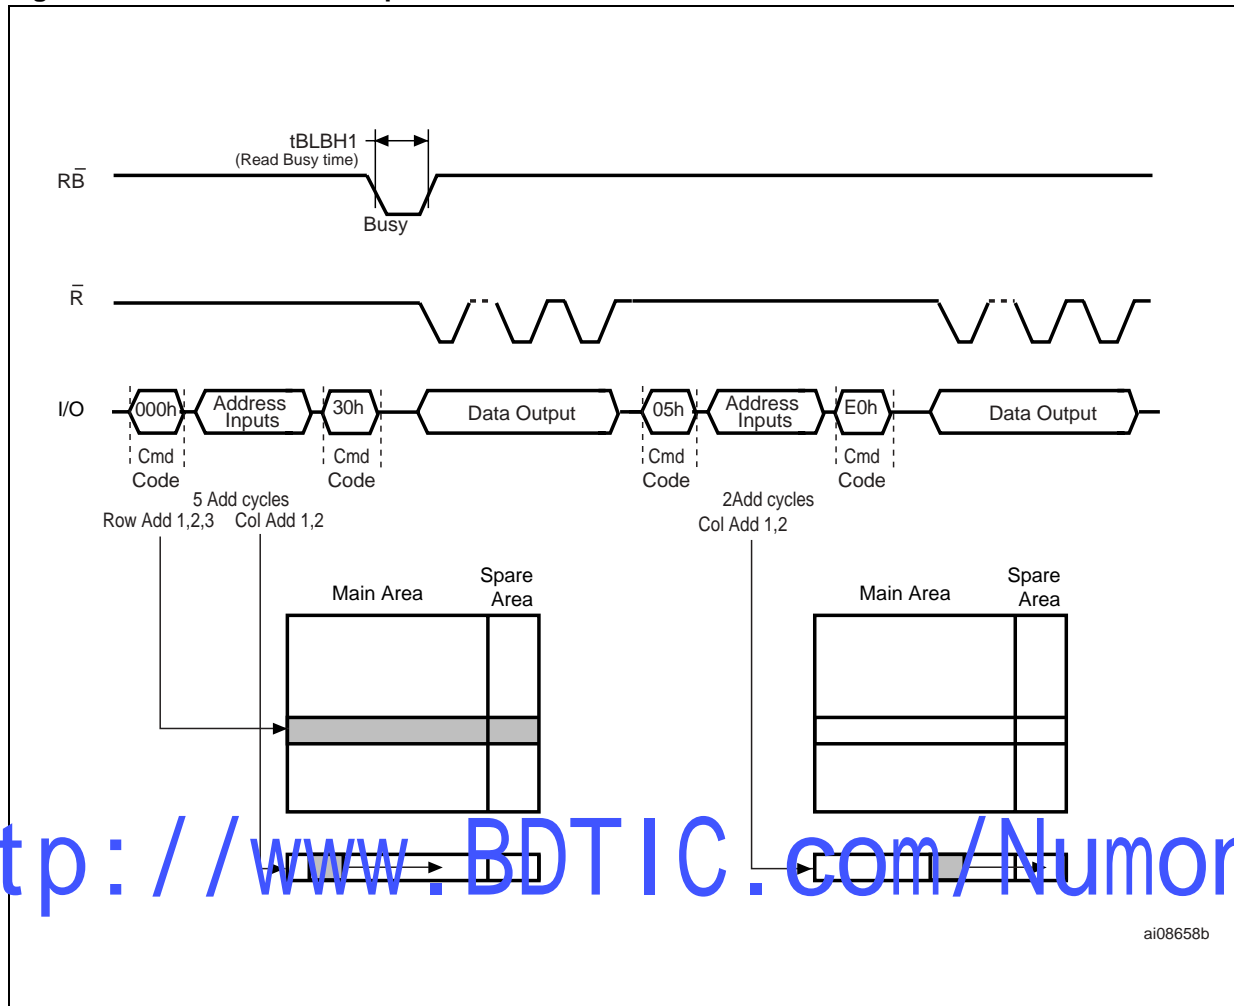 tBLBH1
(Read Busy time)
RB̅
Busy
R̅
I/O
000h
Address
Inputs
30h
Data Output
05h
Address
Inputs
E0h
Data Output
Cmd
Code
Cmd
Code
Cmd
Code
Cmd
Code
5 Add cycles
Row Add 1,2,3 Col Add 1,2
2Add cycles
Col Add 1,2
Main Area
Spare
Area
Main Area
Spare
Area
tp://www.BDTIC.com/Numon
ai08658b